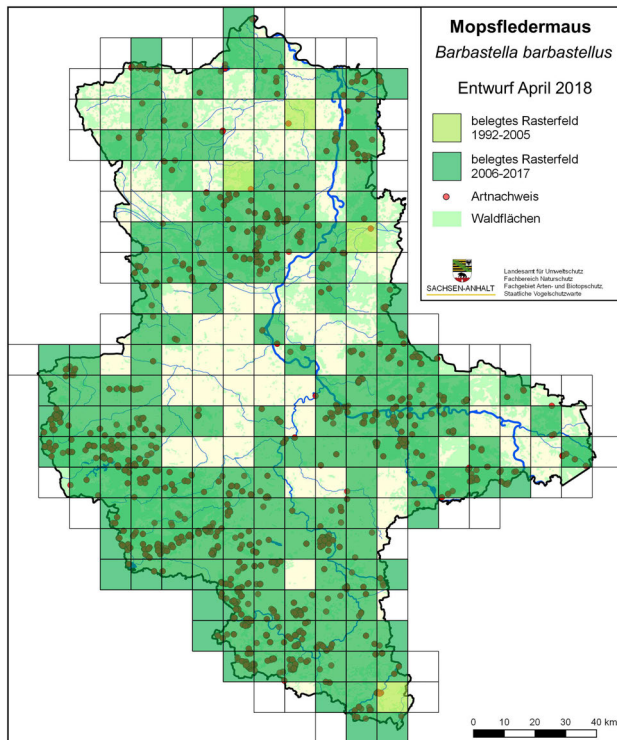 Mopsfledermaus
Barbastella barbastellus
Entwurf April 2018
belegtes Rasterfeld
1992-2005
belegtes Rasterfeld
2006-2017
Artnachweis
Waldflächen
SACHSEN-ANHALT
Landesamt für Umweltschutz
Fachbereich Naturschutz
Fachgebiet Arten- und Biotopschutz,
Staatliche Vogelschutzwarte
0 10 20 30 40 km